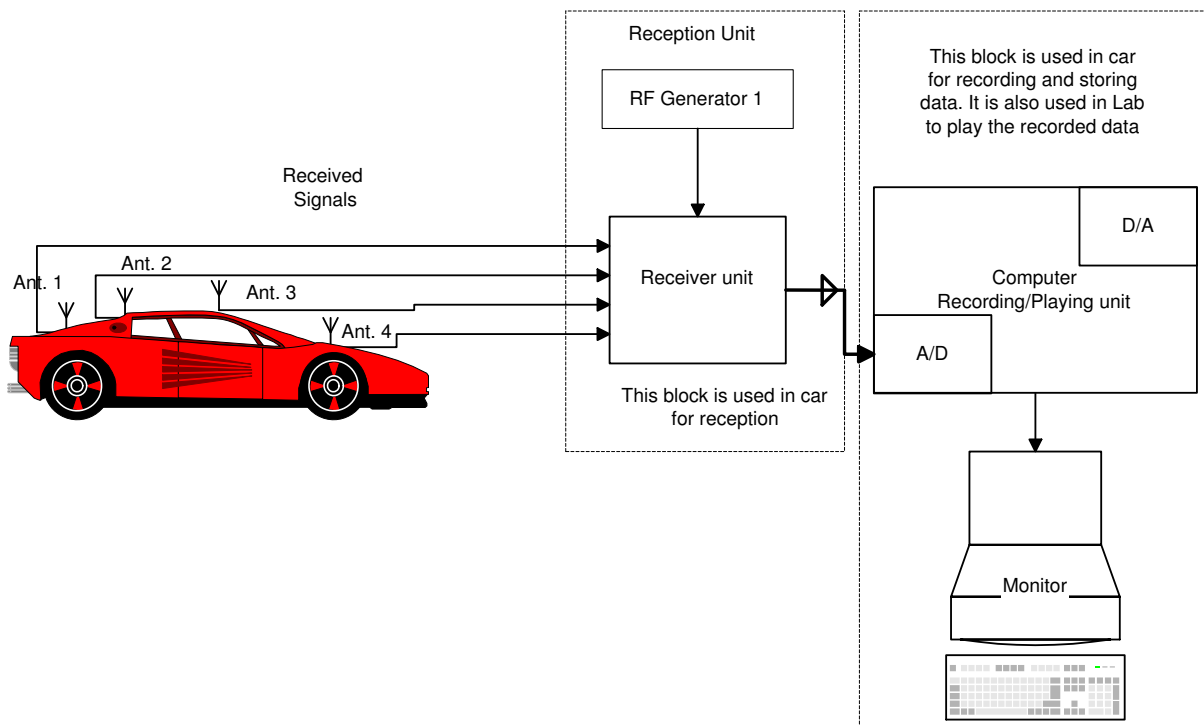 Reception Unit
RF Generator 1
This block is used in car
for recording and storing
data. It is also used in Lab
to play the recorded data
Received
Signals
Ant. 1
Ant. 2
Ant. 3
Ant. 4
Receiver unit
This block is used in car
for reception
D/A
Computer
Recording/Playing unit
A/D
Monitor